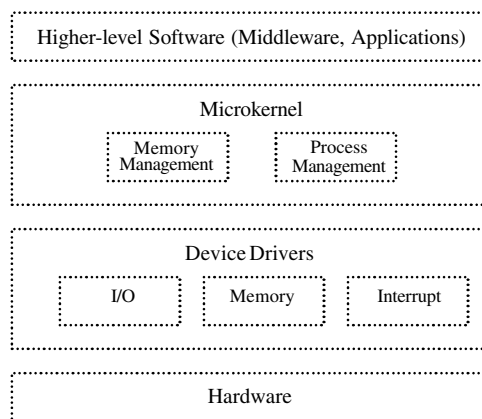 Higher-level Software (Middleware, Applications)
Microkernel
Memory
Management
Process
Management
Device Drivers
I/O
Memory
Interrupt
Hardware